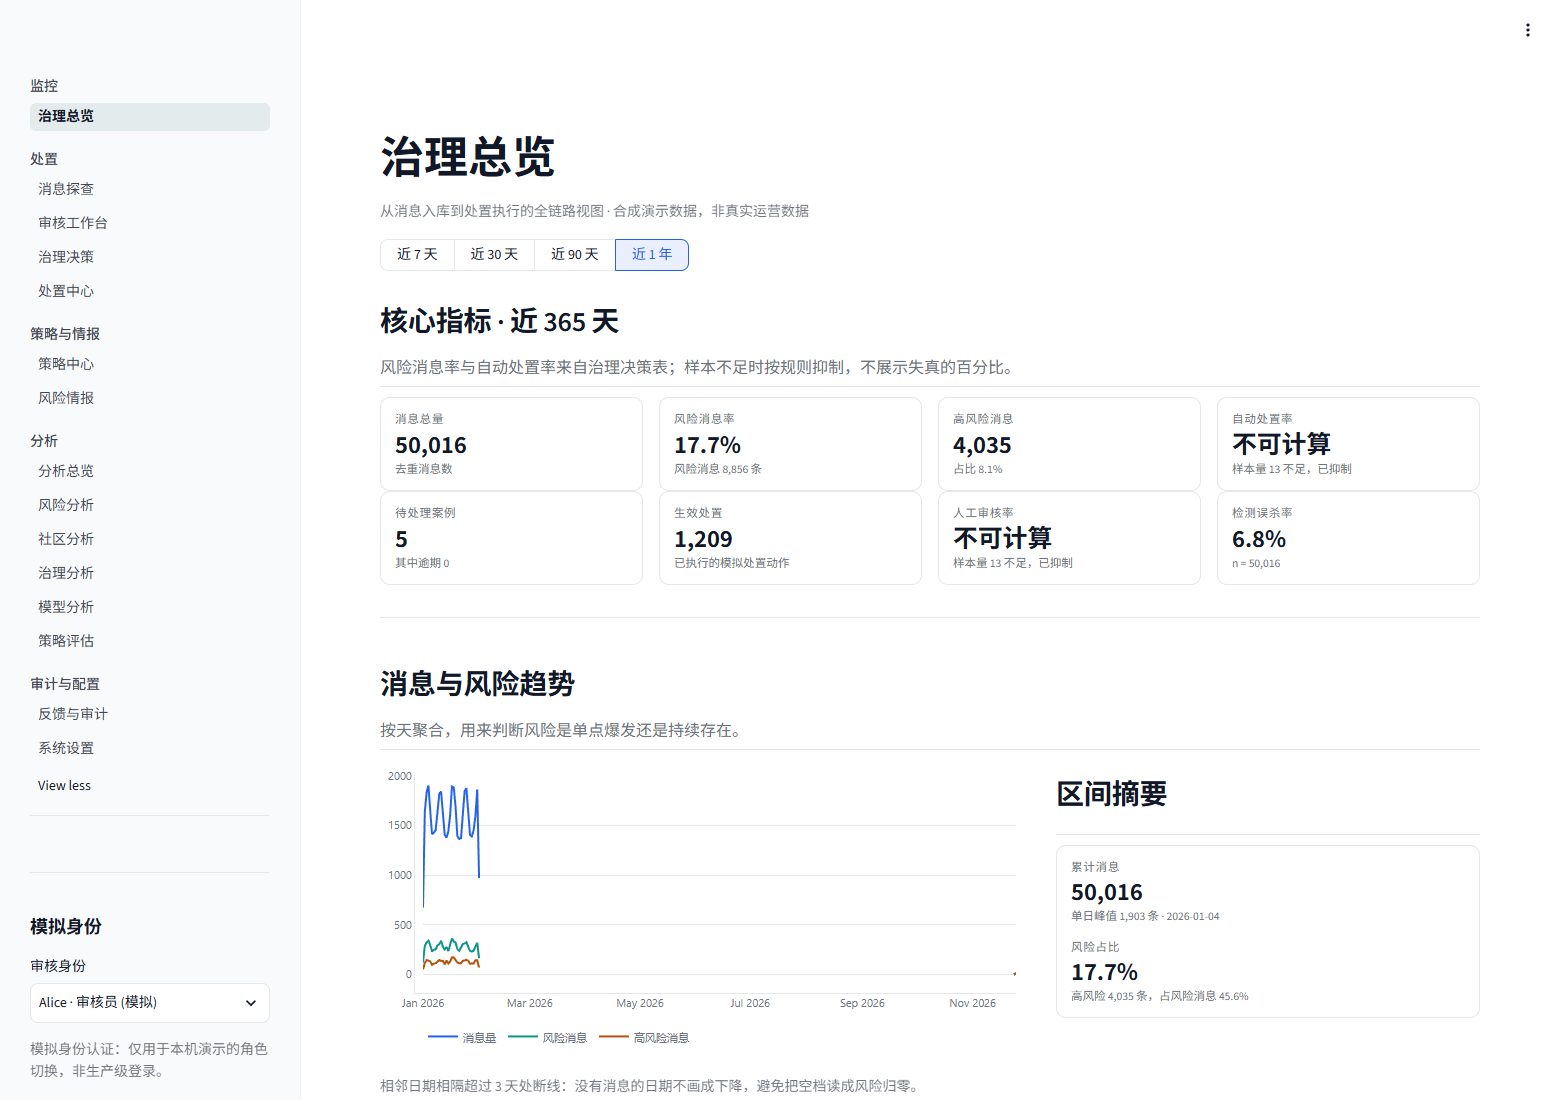 监控
治理总览
处置
消息探查
审核工作台
治理决策
处置中心
策略与情报
策略中心
风险情报
分析
分析总览
风险分析
社区分析
治理分析
模型分析
策略评估
审计与配置
反馈与审计
系统设置
View less
模拟身份
审核身份
Alice · 审核员 (模拟)
模拟身份认证：仅用于本机演示的角色
切换，非生产级登录。
治理总览
从消息入库到处置执行的全链路视图 · 合成演示数据，非真实运营数据
近 7 天 近 30 天 近 90 天 近 1 年
核心指标 · 近 365 天
风险消息率与自动处置率来自治理决策表；样本不足时按规则抑制，不展示失真的百分比。
消息总量
50,016
去重消息数
风险消息率
17.7%
风险消息 8,856 条
高风险消息
4,035
占比 8.1%
自动处置率
不可计算
样本量 13 不足，已抑制
待处理案例
5
其中逾期 0
生效处置
1,209
已执行的模拟处置动作
人工审核率
不可计算
样本量 13 不足，已抑制
检测误杀率
6.8%
n = 50,016
消息与风险趋势
按天聚合，用来判断风险是单点爆发还是持续存在。
2000
1500
1000
500
0
Jan 2026 Mar 2026 May 2026 Jul 2026 Sep 2026 Nov 2026
消息量 风险消息 高风险消息
区间摘要
累计消息
50,016
单日峰值 1,903 条 · 2026-01-04
风险占比
17.7%
高风险 4,035 条，占风险消息 45.6%
相邻日期相隔超过 3 天处断线：没有消息的日期不画成下降，避免把空档读成风险归零。